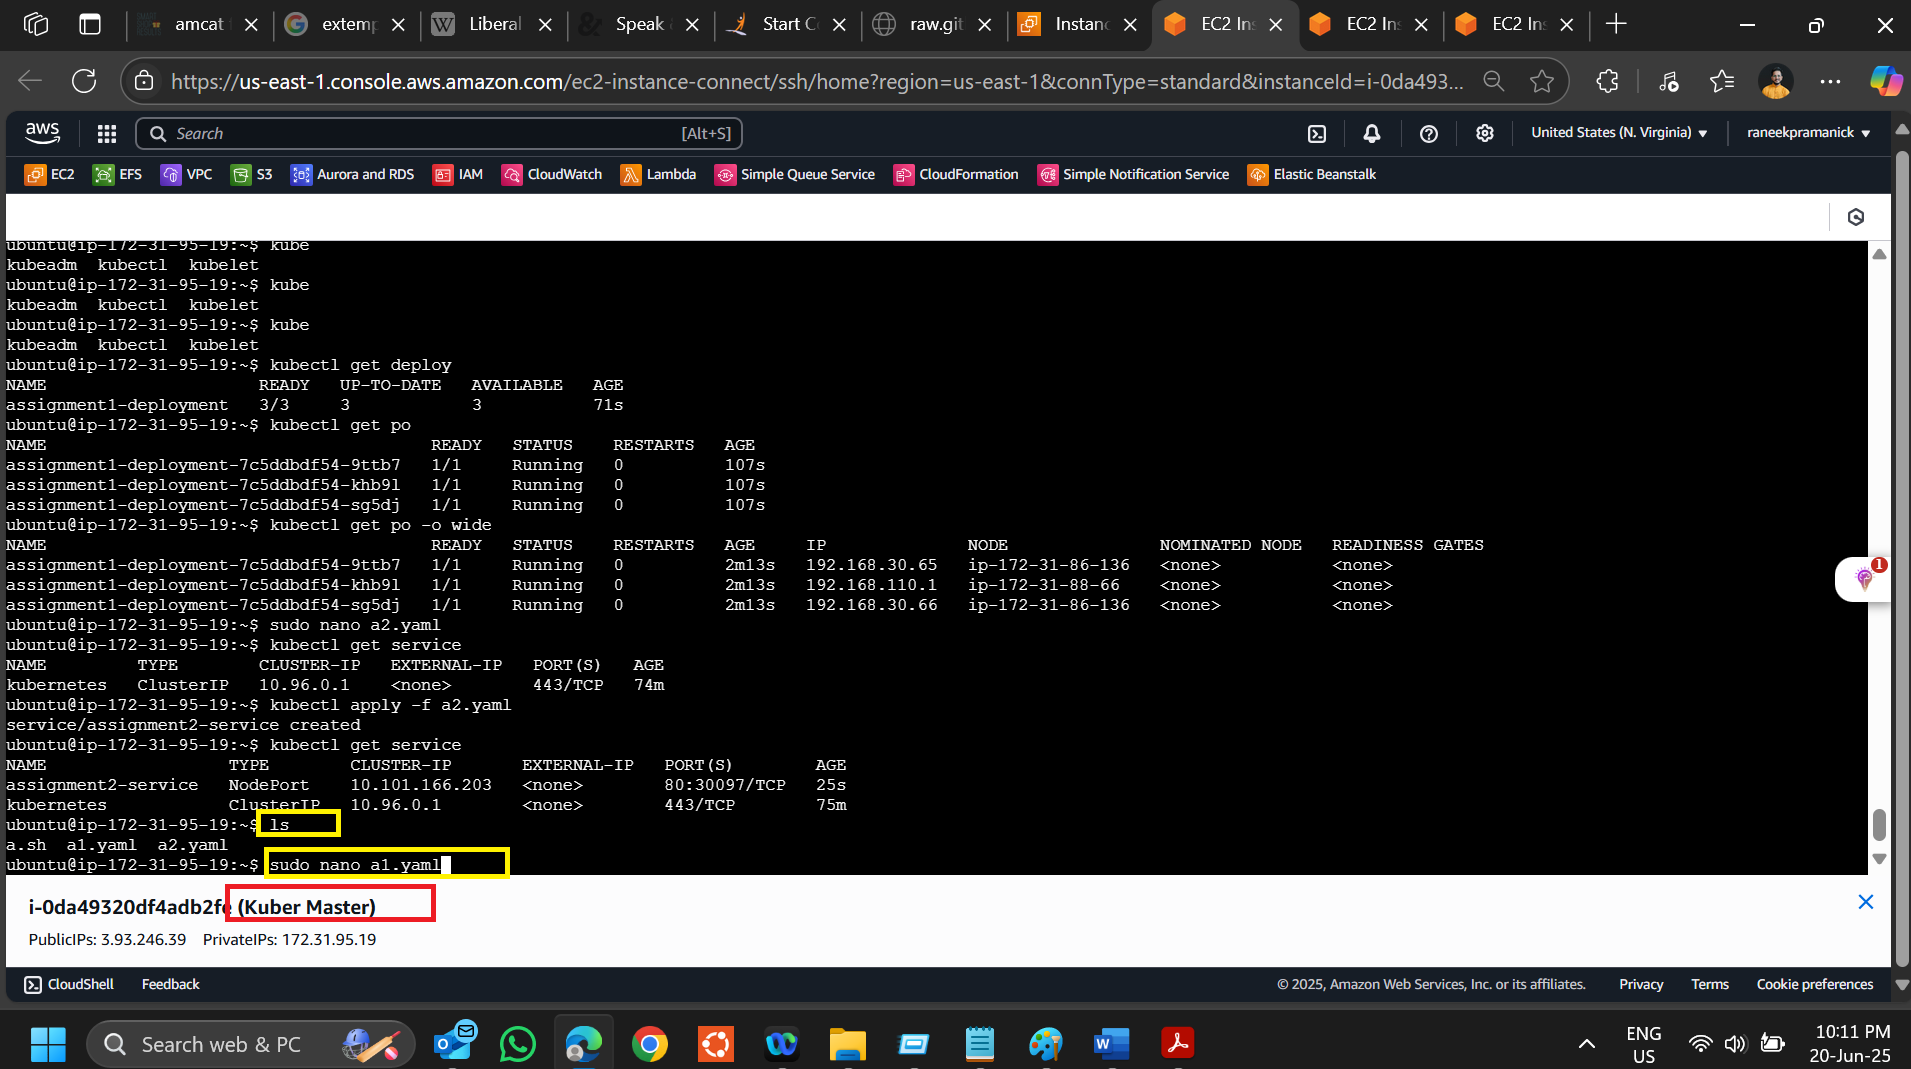 amcat
extemp
Liberal
Speak
Start C
raw.git
Instanc
EC2 Ins
EC2 Ins
EC2 Ins
https://us-east-1.console.aws.amazon.com/ec2-instance-connect/ssh/home?region=us-east-1&connType=standard&instanceId=i-0da493...
aws
Search
[Alt+S]
United States (N. Virginia)
raneekpramanick
EC2
EFS
VPC
S3
Aurora and RDS
IAM
CloudWatch
Lambda
Simple Queue Service
CloudFormation
Simple Notification Service
Elastic Beanstalk
ubuntu@ip-172-31-95-19:~$ kube
kubeadm  kubectl  kubelet
ubuntu@ip-172-31-95-19:~$ kube
kubeadm  kubectl  kubelet
ubuntu@ip-172-31-95-19:~$ kube
kubeadm  kubectl  kubelet
ubuntu@ip-172-31-95-19:~$ kubectl get deploy
NAME                     READY   UP-TO-DATE   AVAILABLE   AGE
assignment1-deployment   3/3     3            3           71s
ubuntu@ip-172-31-95-19:~$ kubectl get po
NAME                                      READY   STATUS    RESTARTS   AGE
assignment1-deployment-7c5ddbdf54-9ttb7   1/1     Running   0          107s
assignment1-deployment-7c5ddbdf54-khb9l   1/1     Running   0          107s
assignment1-deployment-7c5ddbdf54-sg5dj   1/1     Running   0          107s
ubuntu@ip-172-31-95-19:~$ kubectl get po -o wide
NAME                                      READY   STATUS    RESTARTS   AGE     IP              NODE               NOMINATED NODE   READINESS GATES
assignment1-deployment-7c5ddbdf54-9ttb7   1/1     Running   0          2m13s   192.168.30.65   ip-172-31-86-136   <none>           <none>
assignment1-deployment-7c5ddbdf54-khb9l   1/1     Running   0          2m13s   192.168.110.1   ip-172-31-88-66    <none>           <none>
assignment1-deployment-7c5ddbdf54-sg5dj   1/1     Running   0          2m13s   192.168.30.66   ip-172-31-86-136   <none>           <none>
ubuntu@ip-172-31-95-19:~$ sudo nano a2.yaml
ubuntu@ip-172-31-95-19:~$ kubectl get service
NAME         TYPE        CLUSTER-IP   EXTERNAL-IP   PORT(S)   AGE
kubernetes   ClusterIP   10.96.0.1    <none>        443/TCP   74m
ubuntu@ip-172-31-95-19:~$ kubectl apply -f a2.yaml
service/assignment2-service created
ubuntu@ip-172-31-95-19:~$ kubectl get service
NAME                  TYPE        CLUSTER-IP       EXTERNAL-IP   PORT(S)        AGE
assignment2-service   NodePort    10.101.166.203   <none>        80:30097/TCP   25s
kubernetes            ClusterIP   10.96.0.1        <none>        443/TCP        75m
ubuntu@ip-172-31-95-19:~$ ls
a.sh  a1.yaml  a2.yaml
ubuntu@ip-172-31-95-19:~$ sudo nano a1.yaml
1
i-0da49320df4adb2fe (Kuber Master)
PublicIPs: 3.93.246.39 PrivateIPs: 172.31.95.19
CloudShell
Feedback
© 2025, Amazon Web Services, Inc. or its affiliates.
Privacy
Terms
Cookie preferences
Search web & PC
ENG
US
10:11 PM
20-Jun-25